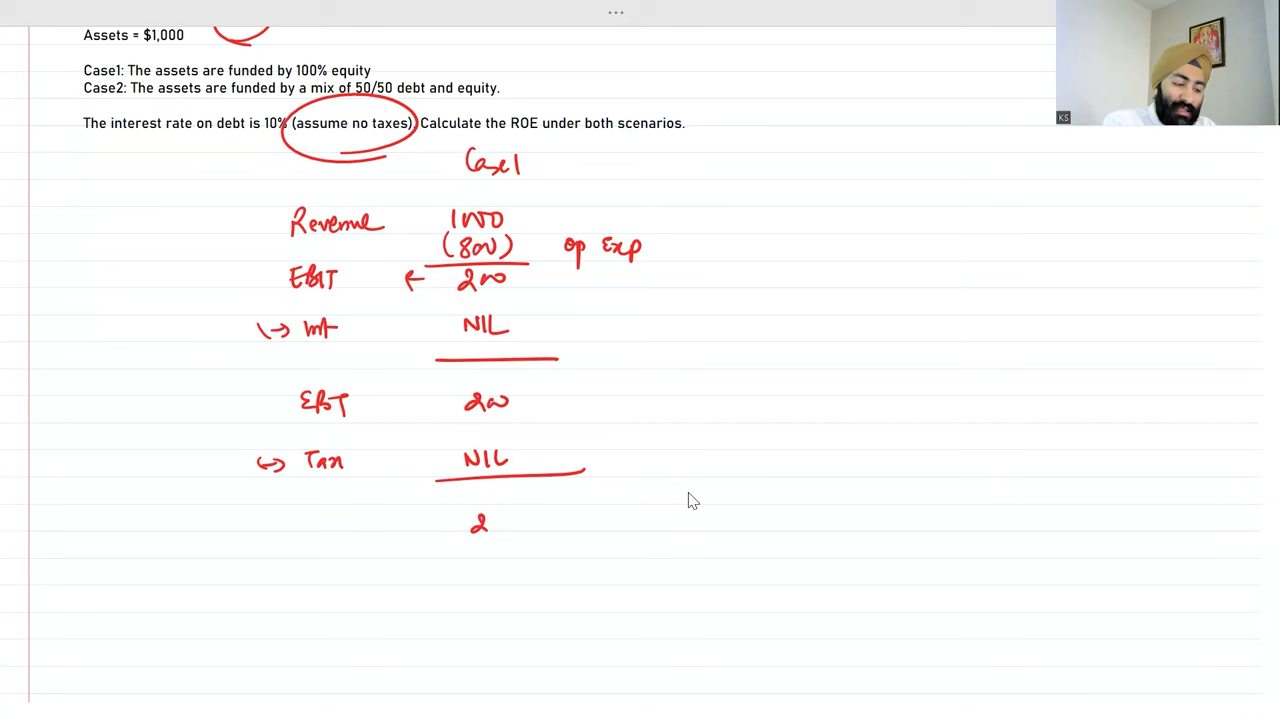 Assets = $1,000
Case1: The assets are funded by 100% equity
Case2: The assets are funded by a mix of 50/50 debt and equity.
The interest rate on debt is 10% (assume no taxes). Calculate the ROE under both scenarios.
Case 1
Revenue 1000
(800) op Exp
EBIT ← 200
(-) Int NIL
EBT 200
(-) Tax NIL
2
KS